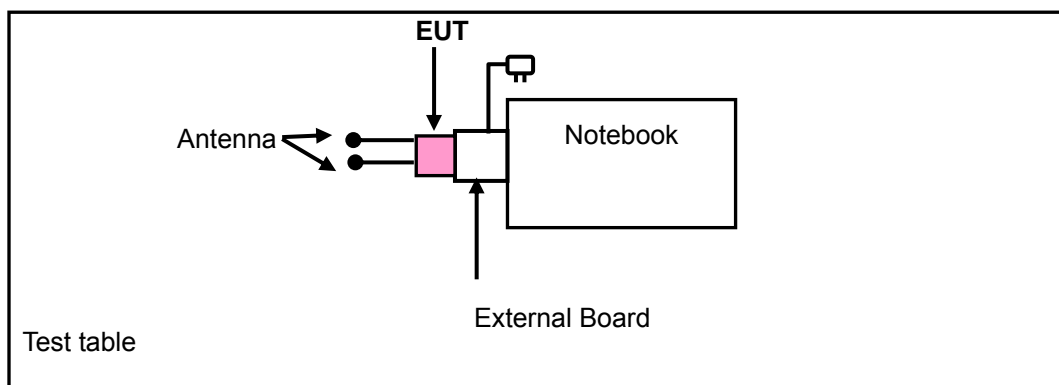 EUT
Antenna
Notebook
External Board
Test table